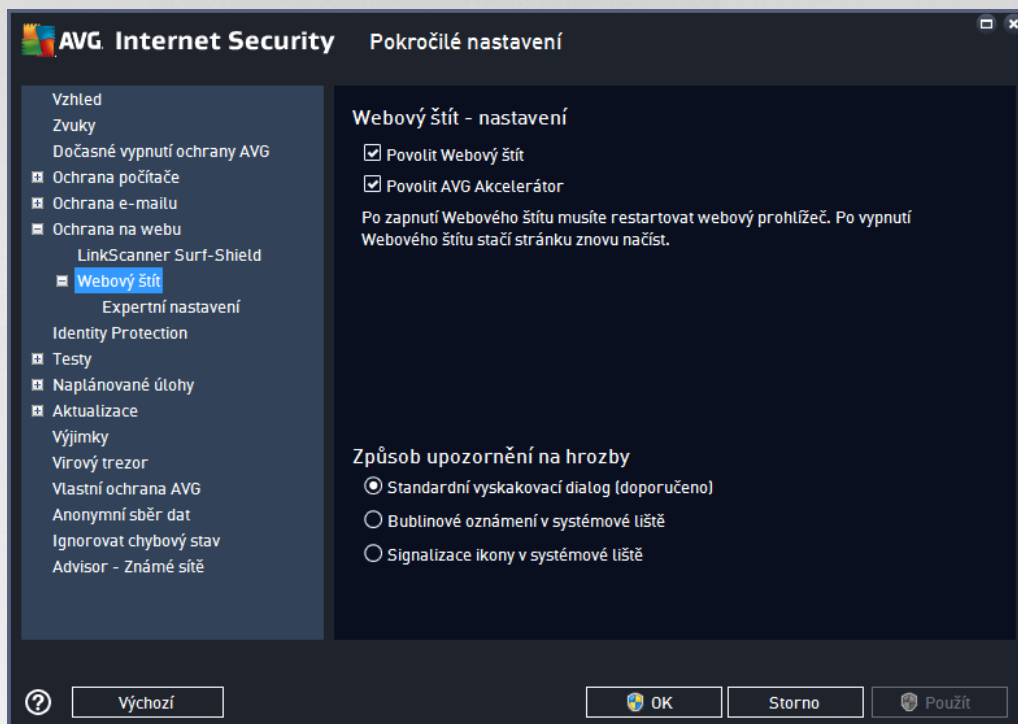 AVG. Internet Security Pokročilé nastavení
Vzhled
Zvuky
Dočasné vypnutí ochrany AVG
Ochrana počítače
Ochrana e-mailu
Ochrana na webu
LinkScanner Surf-Shield
Webový štít
Expertní nastavení
Identity Protection
Testy
Naplánované úlohy
Aktualizace
Výjimky
Virový trezor
Vlastní ochrana AVG
Anonymní sběr dat
Ignorovat chybový stav
Advisor - Známé sítě
Webový štít - nastavení
Povolit Webový štít
Povolit AVG Akcelerátor
Po zapnutí Webového štítu musíte restartovat webový prohlížeč. Po vypnutí
Webového štítu stačí stránku znovu načíst.
Způsob upozornění na hrozby
Standardní vyskakovací dialog (doporučeno)
Bublinové oznámení v systémové liště
Signalizace ikony v systémové liště
? Výchozí OK Storno Použít